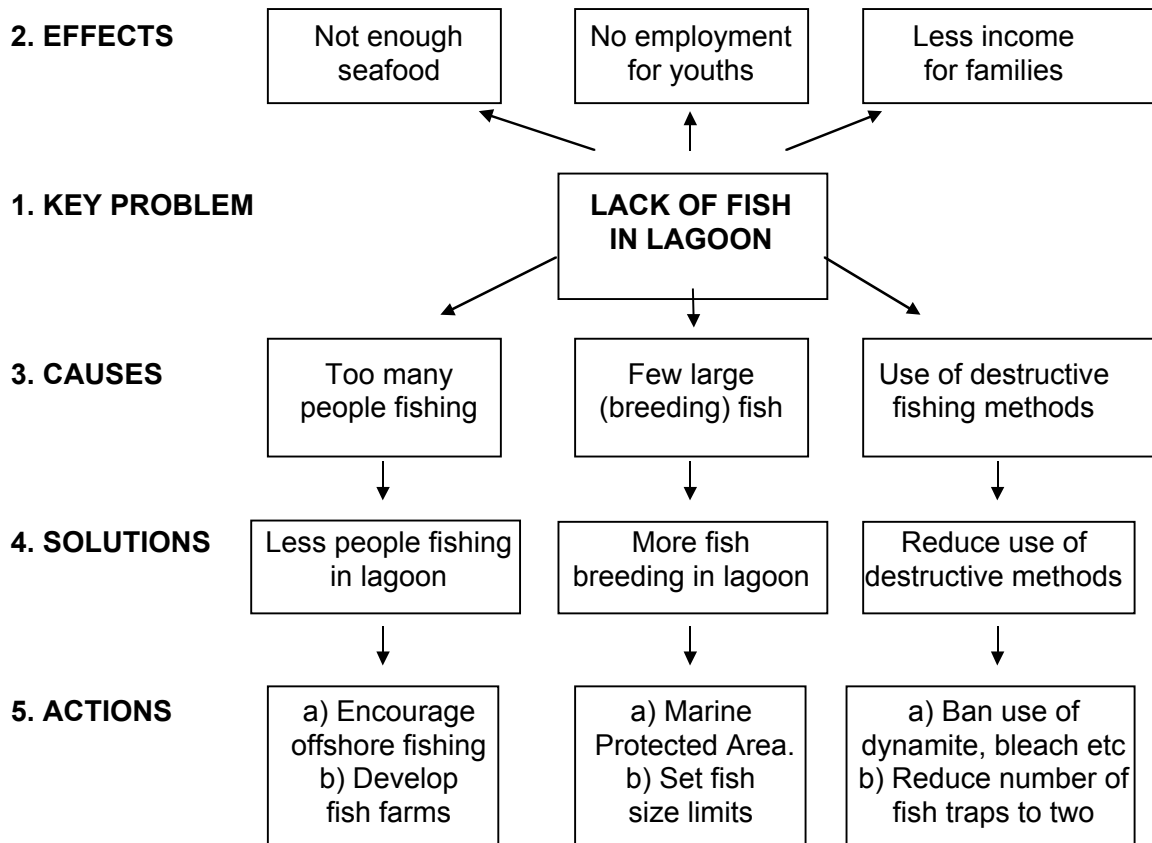 2. EFFECTS
Not enough
seafood
No employment
for youths
Less income
for families
1. KEY PROBLEM
LACK OF FISH
IN LAGOON
3. CAUSES
Too many
people fishing
Few large
(breeding) fish
Use of destructive
fishing methods
4. SOLUTIONS
Less people fishing
in lagoon
More fish
breeding in lagoon
Reduce use of
destructive methods
5. ACTIONS
a) Encourage
offshore fishing
b) Develop
fish farms
a) Marine
Protected Area.
b) Set fish
size limits
a) Ban use of
dynamite, bleach etc
b) Reduce number of
fish traps to two